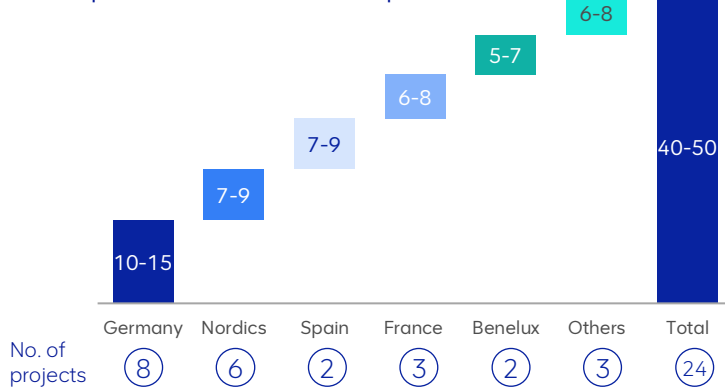 6-8
5-7
6-8
7-9
40-50
7-9
10-15
Germany Nordics Spain France Benelux Others Total
No. of
projects 8 6 2 3 2 3 24